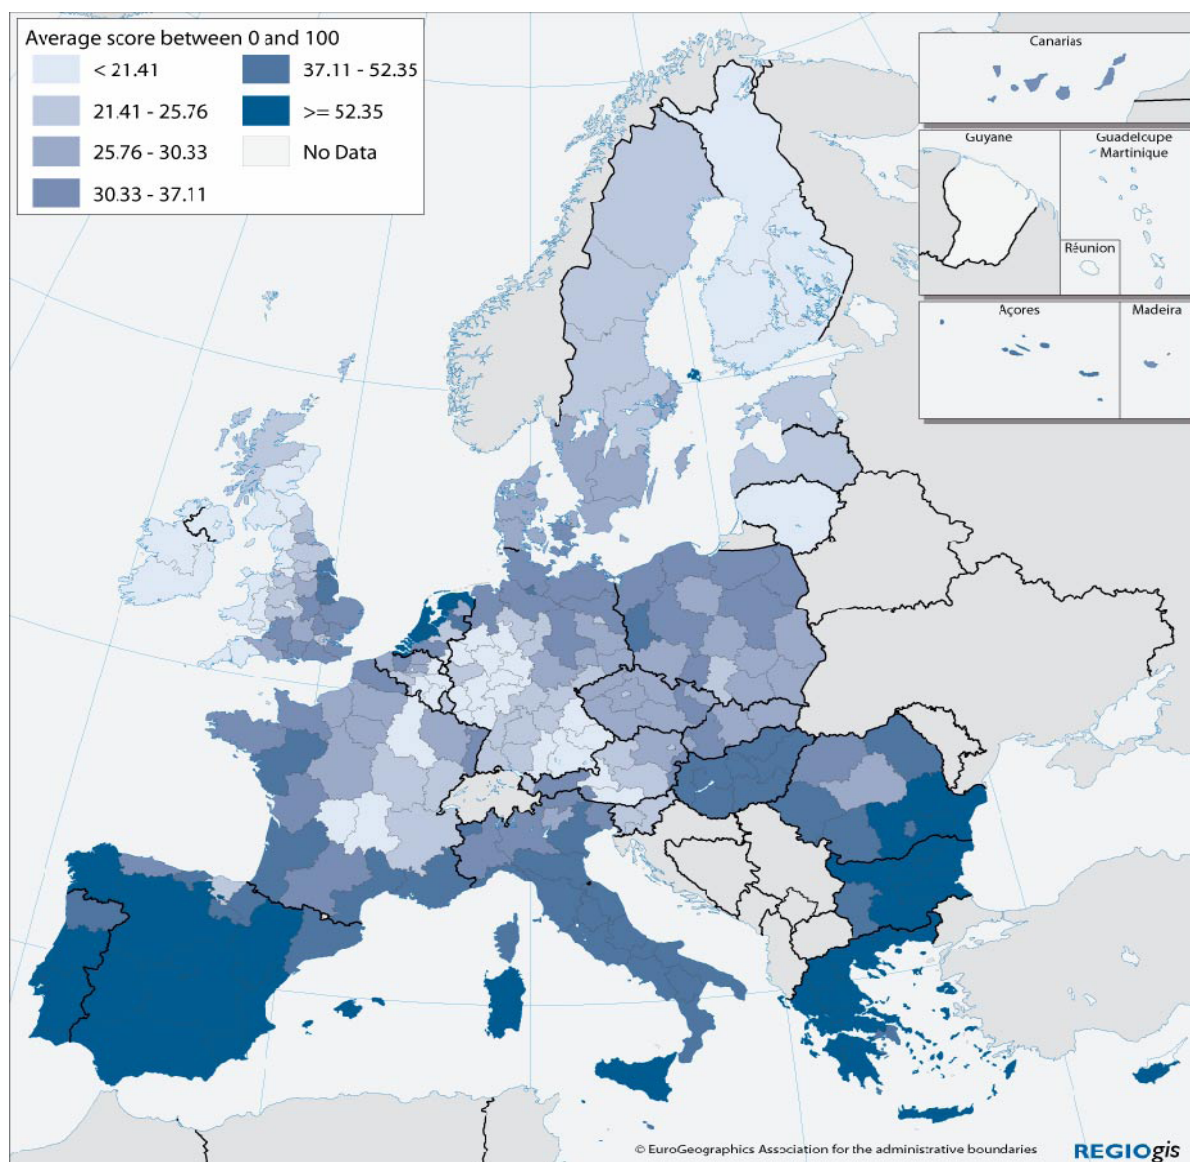 Average score between 0 and 100
< 21.41
21.41 - 25.76
25.76 - 30.33
30.33 - 37.11
37.11 - 52.35
>= 52.35
No Data
Canarias
Guyane
Guadeloupe
Martinique
Réunion
Açores
Madeira
© EuroGeographics Association for the administrative boundaries
REGIOgis